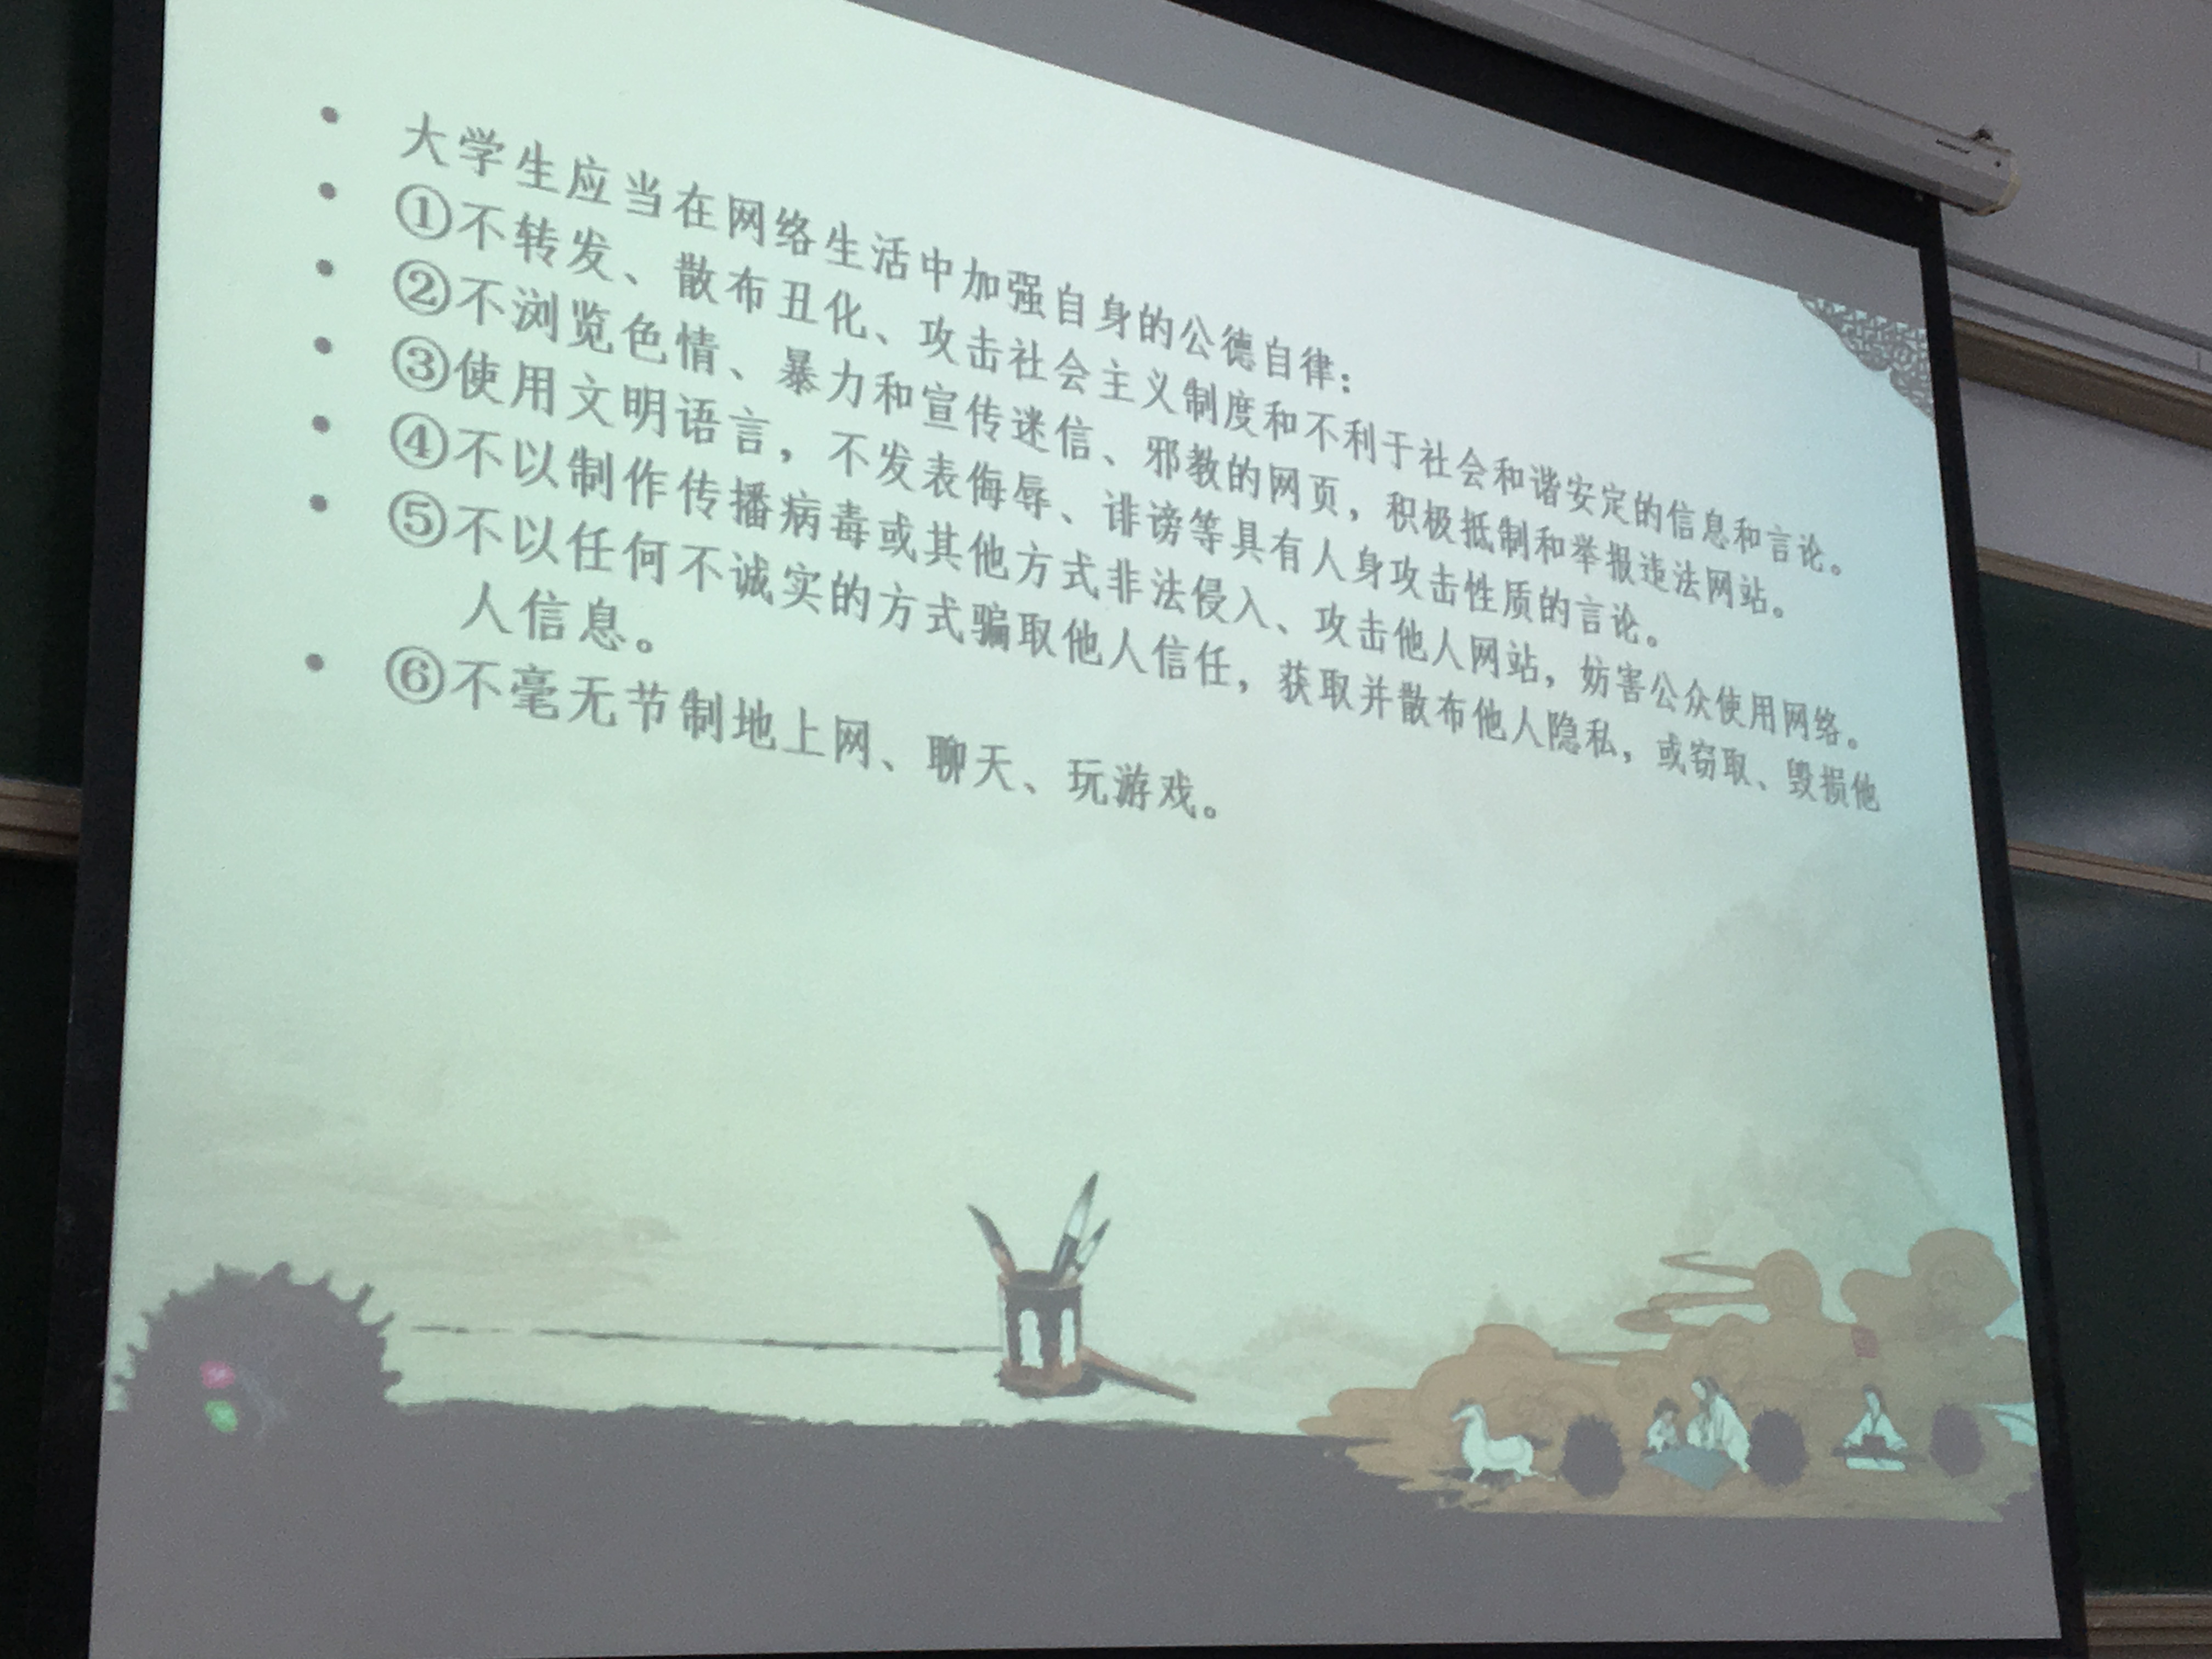 大学生应当在网络生活中加强自身的公德自律：
①不转发、散布丑化、攻击社会主义制度和不利于社会和谐安定的信息和言论。
②不浏览色情、暴力和宣传迷信、邪教的网页，积极抵制和举报违法网站。
③使用文明语言，不发表侮辱、诽谤等具有人身攻击性质的言论。
④不以制作传播病毒或其他方式非法侵入、攻击他人网站，妨害公众使用网络。
⑤不以任何不诚实的方式骗取他人信任，获取并散布他人隐私，或窃取、毁损他
人信息。
⑥不毫无节制地上网、聊天、玩游戏。